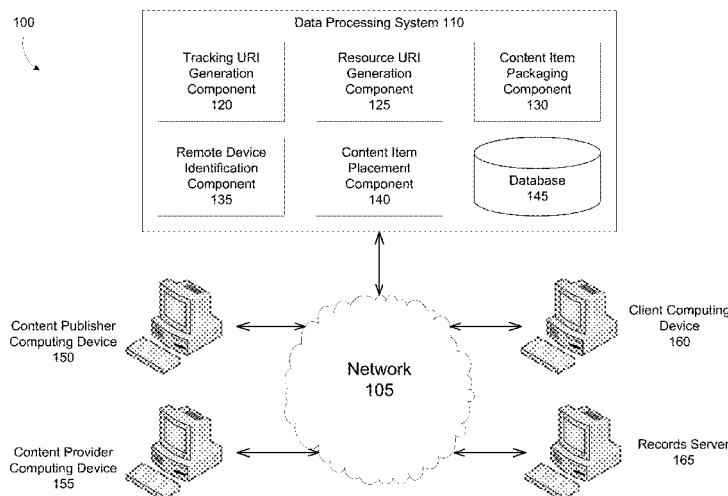 100
Data Processing System 110
Tracking URI
Generation
Component
120
Resource URI
Generation
Component
125
Content Item
Packaging
Component
130
Remote Device
Identification
Component
135
Content Item
Placement
Component
140
Database
145
Content Publisher
Computing Device
150
Client Computing
Device
160
Network
105
Content Provider
Computing Device
155
Records Server
165